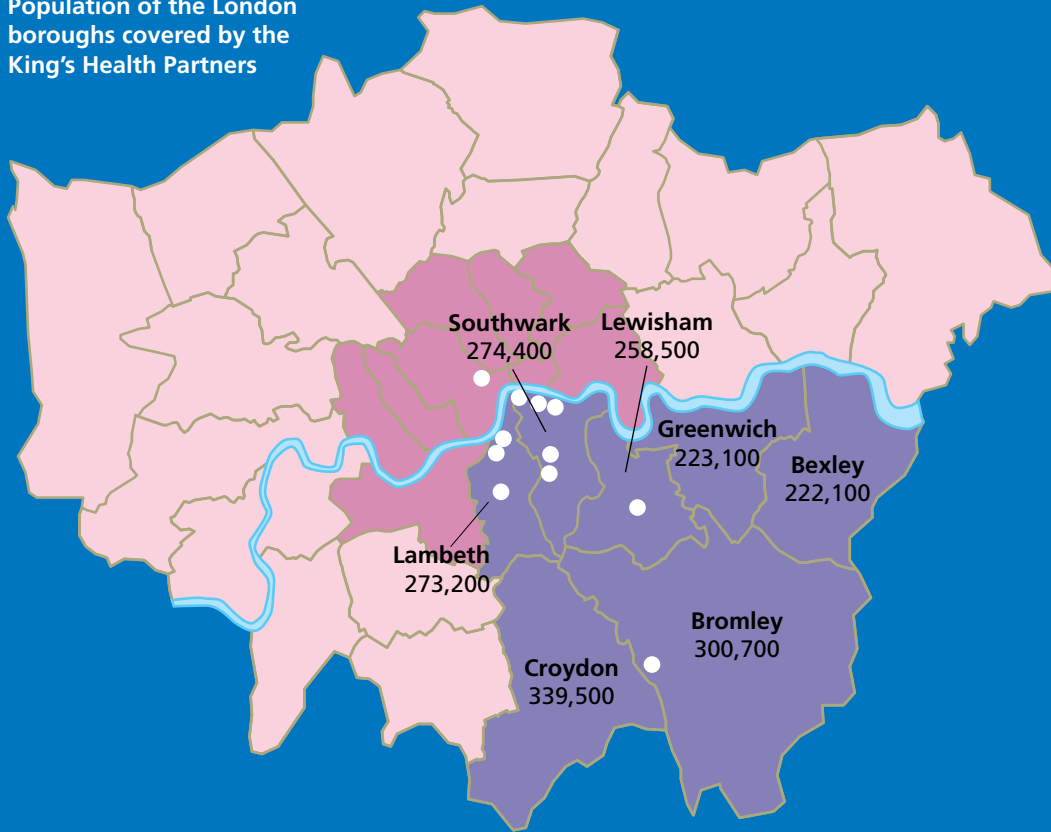 Population of the London
boroughs covered by the
King's Health Partners
Southwark
274,400
Lewisham
258,500
Greenwich
223,100
Bexley
222,100
Lambeth
273,200
Bromley
300,700
Croydon
339,500